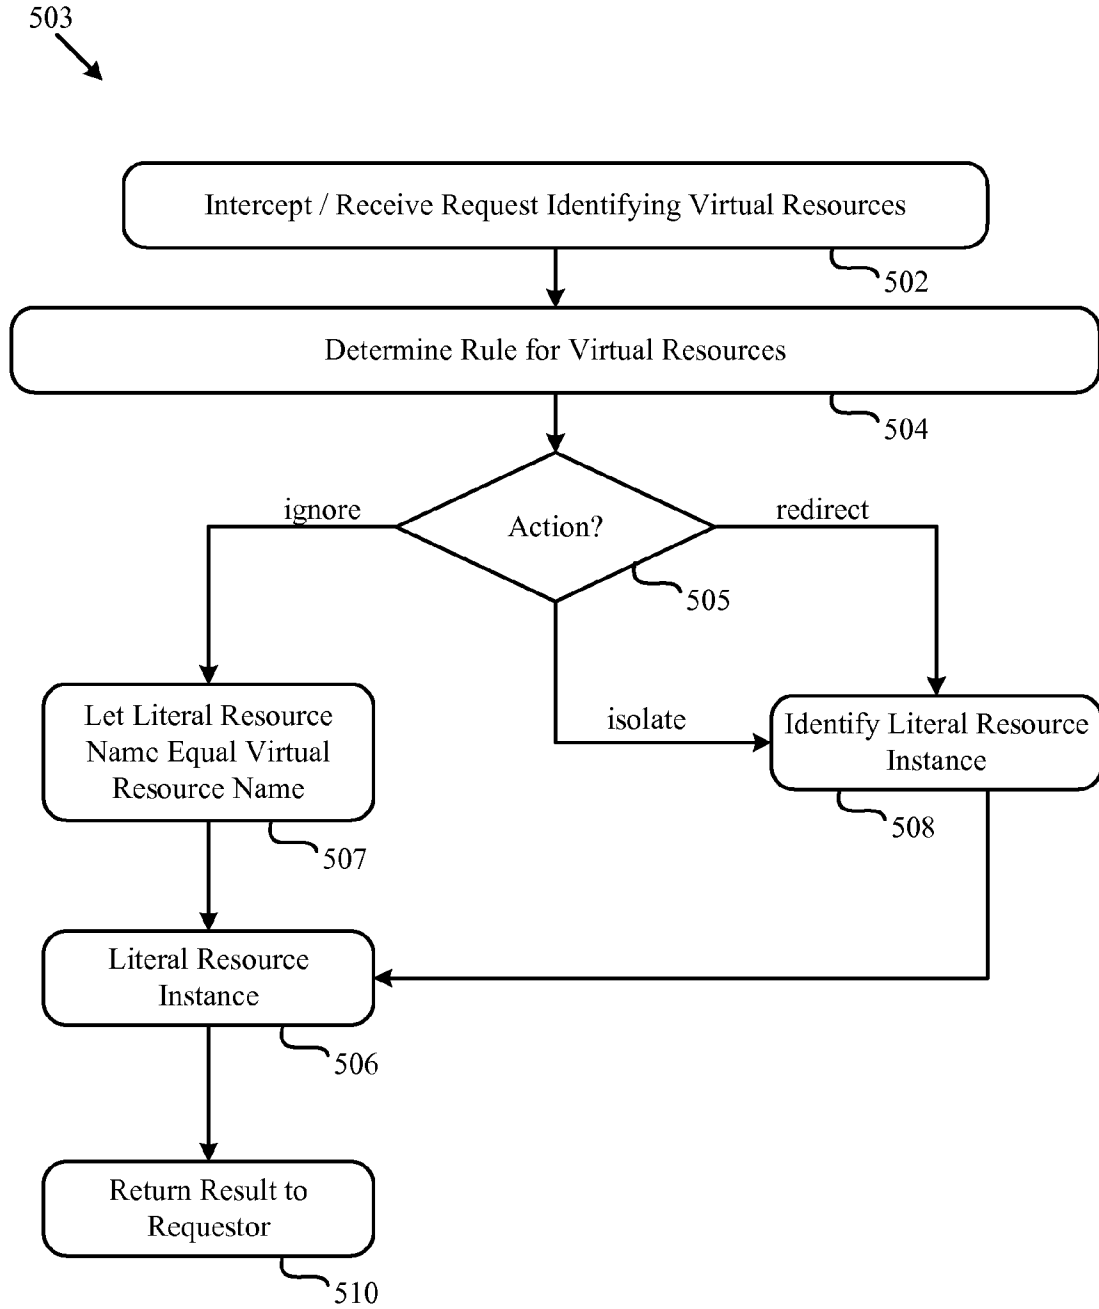 503
Intercept / Receive Request Identifying Virtual Resources
502
Determine Rule for Virtual Resources
504
ignore
Action?
redirect
505
Let Literal Resource
Name Equal Virtual
Resource Name
507
isolate
Identify Literal Resource
Instance
508
Literal Resource
Instance
506
Return Result to
Requestor
510